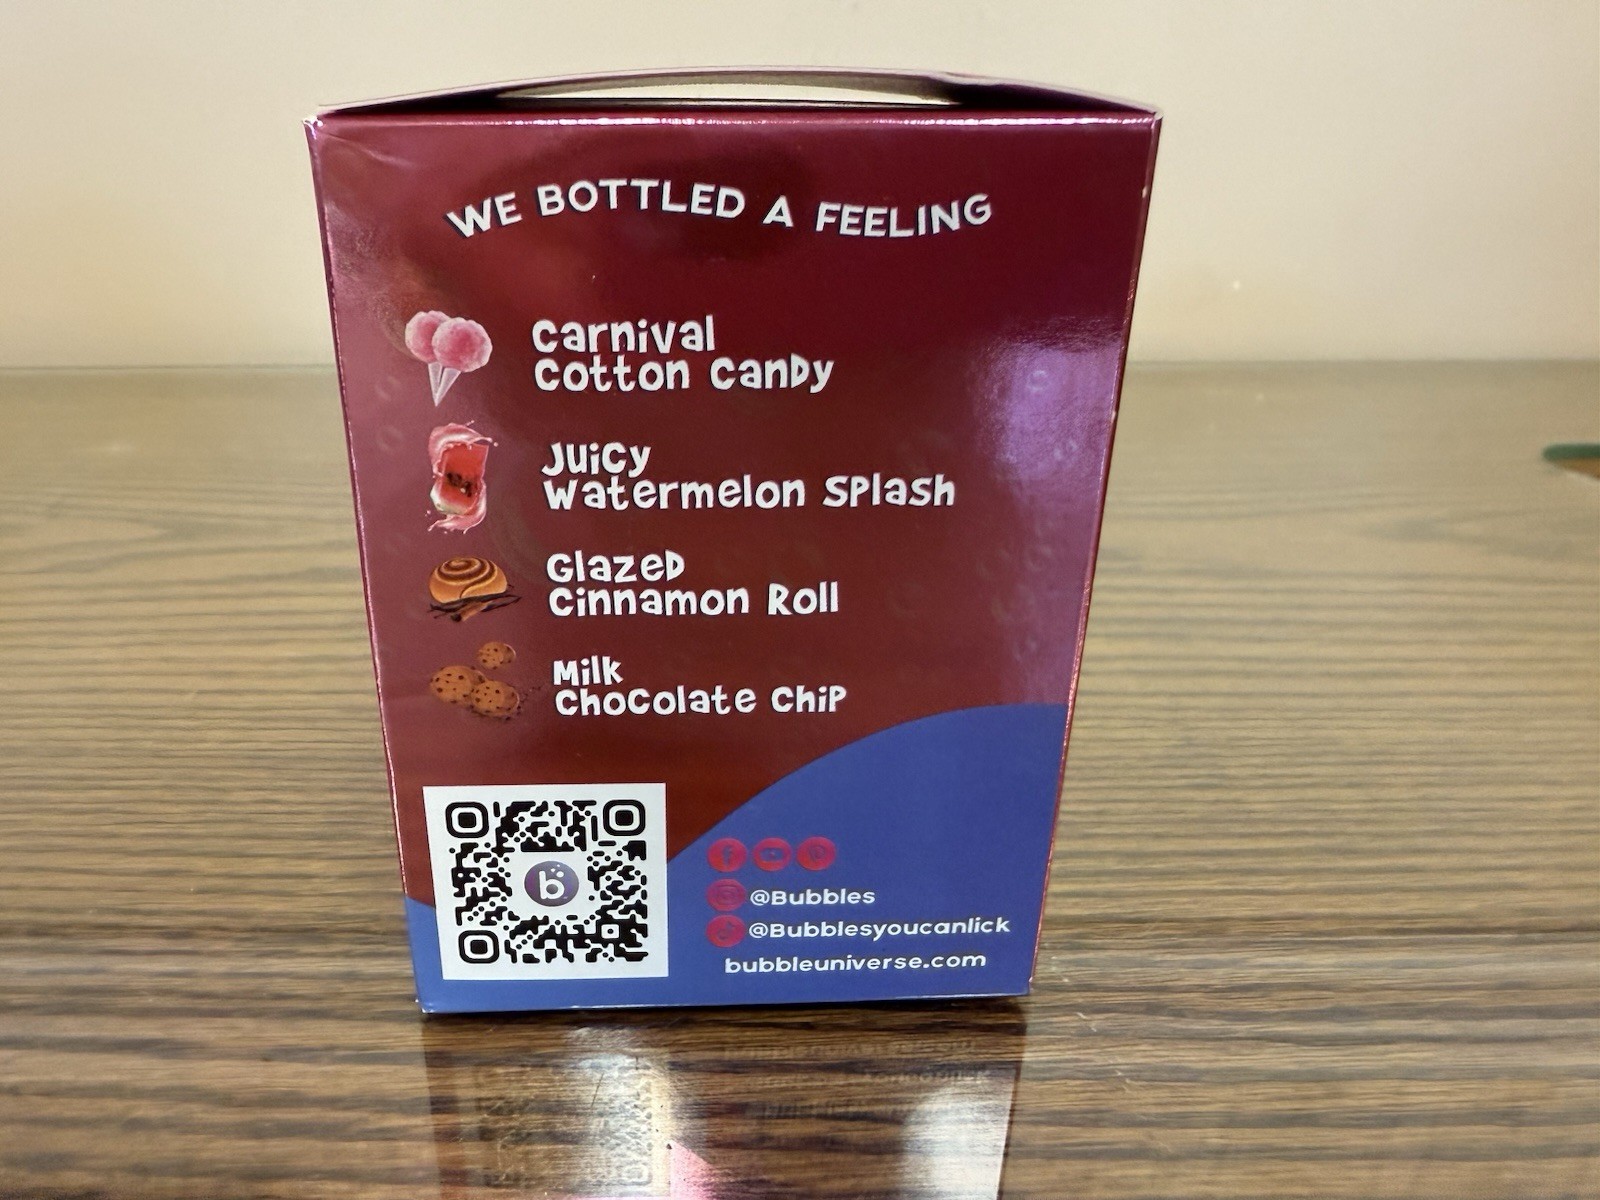 WE BOTTLED A FEELING
Carnival
Cotton Candy
Juicy
Watermelon Splash
Glazed
Cinnamon Roll
Milk
Chocolate Chip
b
@Bubbles
@Bubblesyoucanlick
bubbleuniverse.com